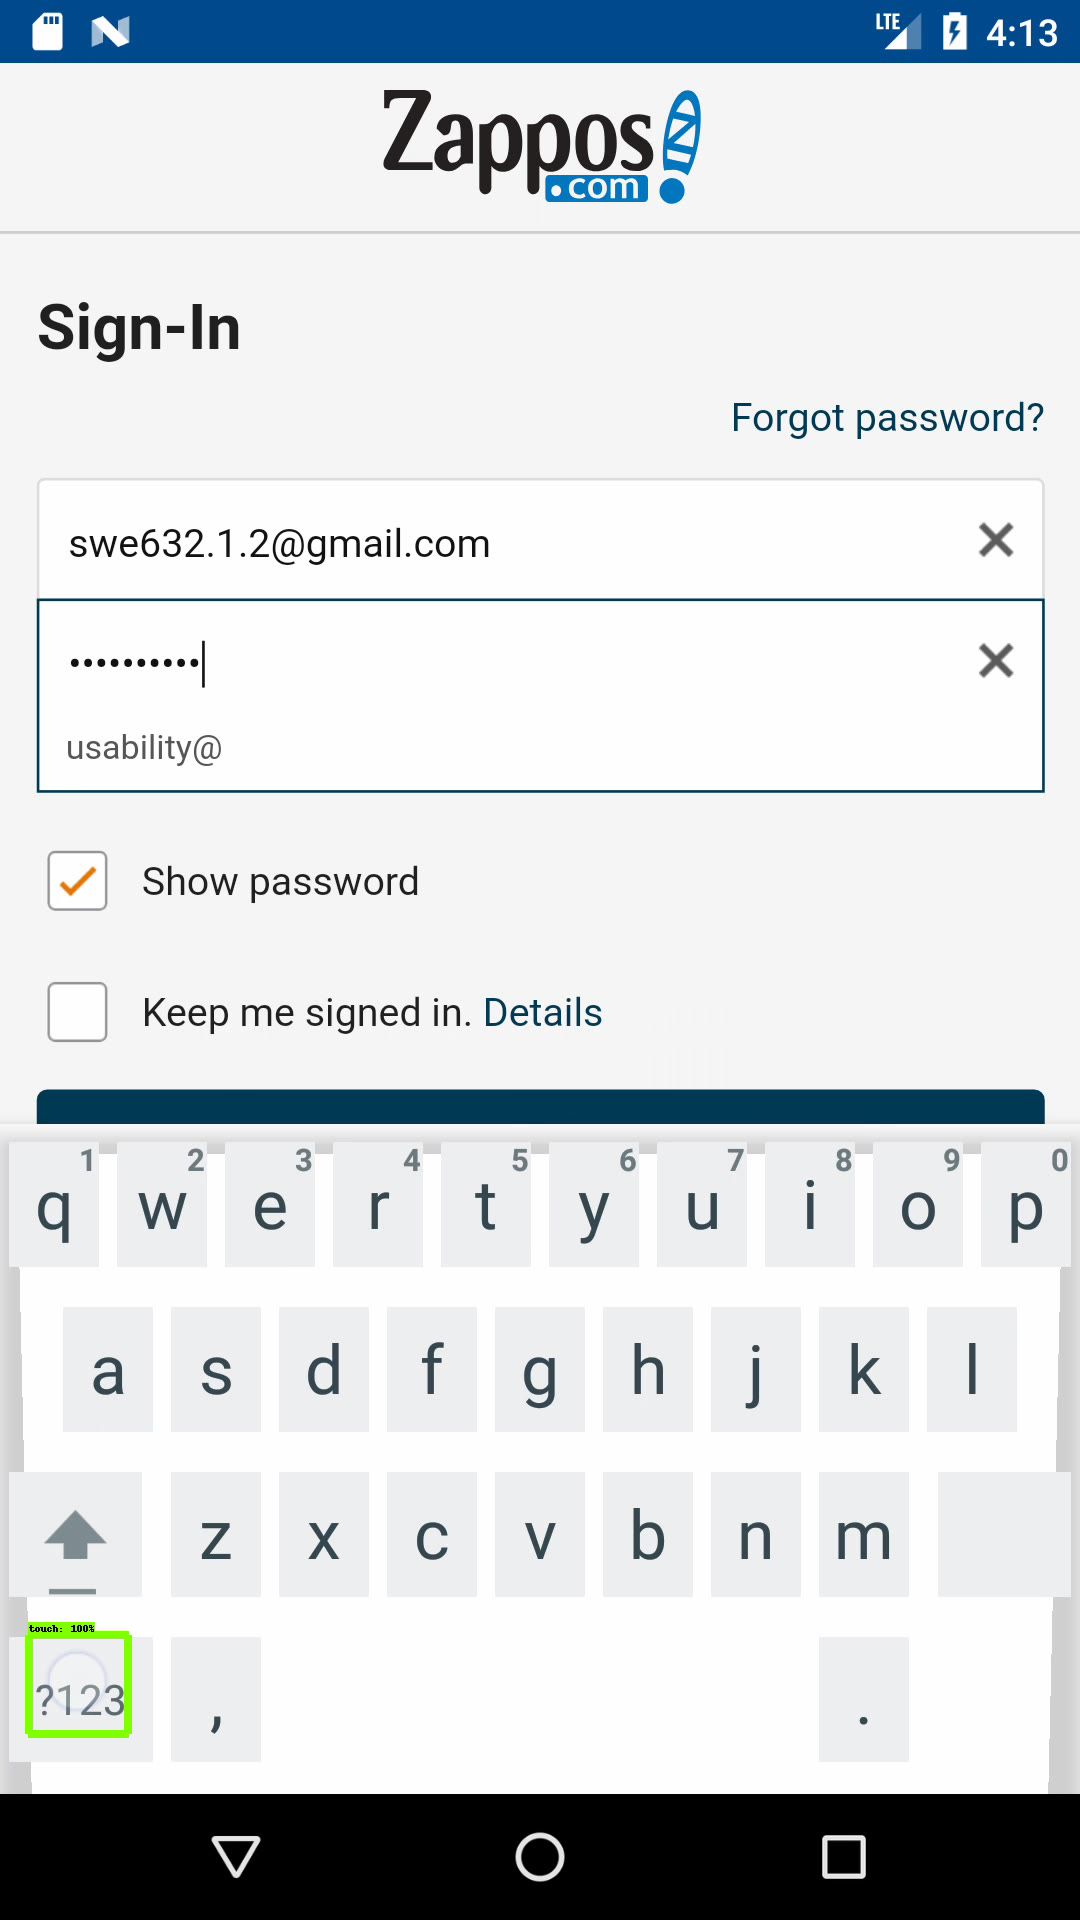 LTE 4:13
Zappos
.com
Sign-In
Forgot password?
swe632.1.2@gmail.com
••••••••••
usability@
Show password
Keep me signed in. Details
1 2 3 4 5 6 7 8 9 0
q w e r t y u i o p
a s d f g h j k l
z x c v b n m
touch: 100%
?123 , .